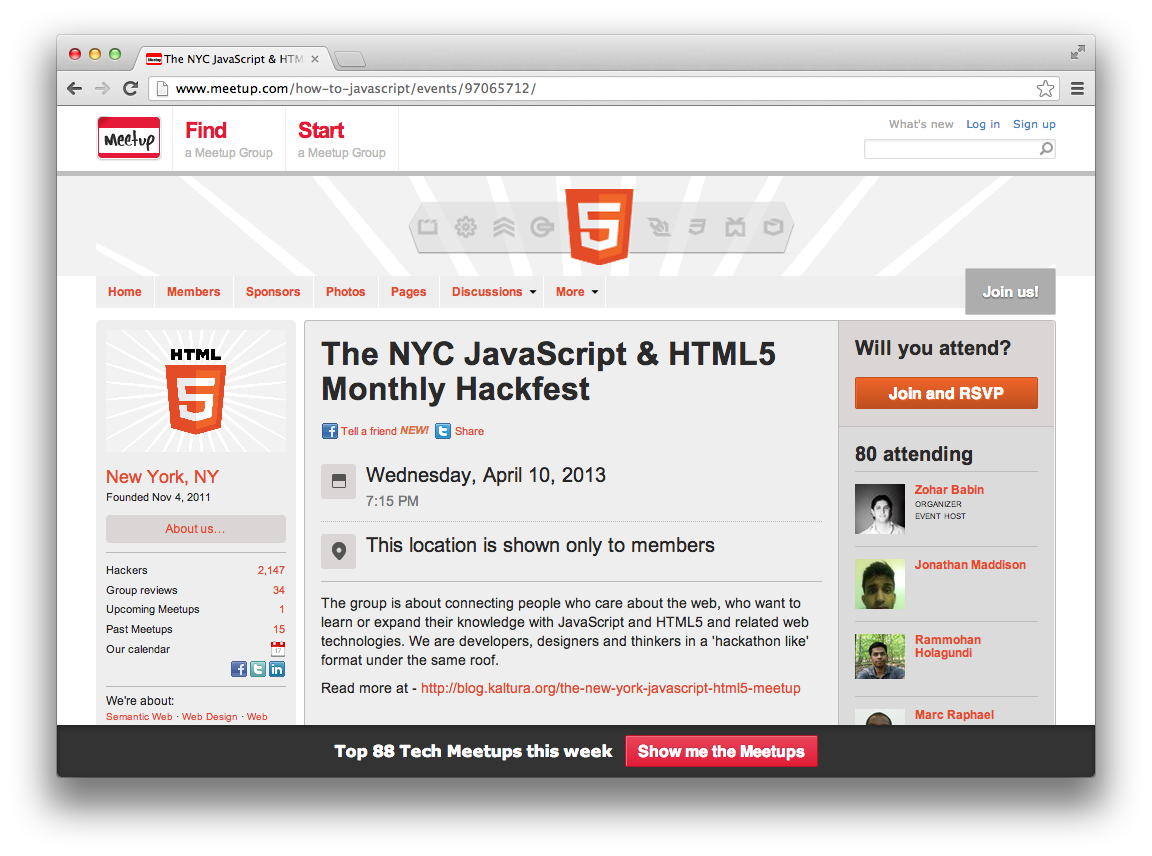 The NYC JavaScript & HTM
www.meetup.com/how-to-javascript/events/97065712/
Meetup
Find
a Meetup Group
Start
a Meetup Group
What's new Log in Sign up
Home Members Sponsors Photos Pages Discussions More
Join us!
HTML
5
New York, NY
Founded Nov 4, 2011
About us...
Hackers 2,147
Group reviews 34
Upcoming Meetups 1
Past Meetups 15
Our calendar
We're about:
Semantic Web · Web Design · Web
The NYC JavaScript & HTML5
Monthly Hackfest
Tell a friend NEW! Share
Wednesday, April 10, 2013
7:15 PM
This location is shown only to members
The group is about connecting people who care about the web, who want to
learn or expand their knowledge with JavaScript and HTML5 and related web
technologies. We are developers, designers and thinkers in a 'hackathon like'
format under the same roof.
Read more at - http://blog.kaltura.org/the-new-york-javascript-html5-meetup
Will you attend?
Join and RSVP
80 attending
Zohar Babin
ORGANIZER
EVENT HOST
Jonathan Maddison
Rammohan
Holagundi
Marc Raphael
Top 88 Tech Meetups this week Show me the Meetups